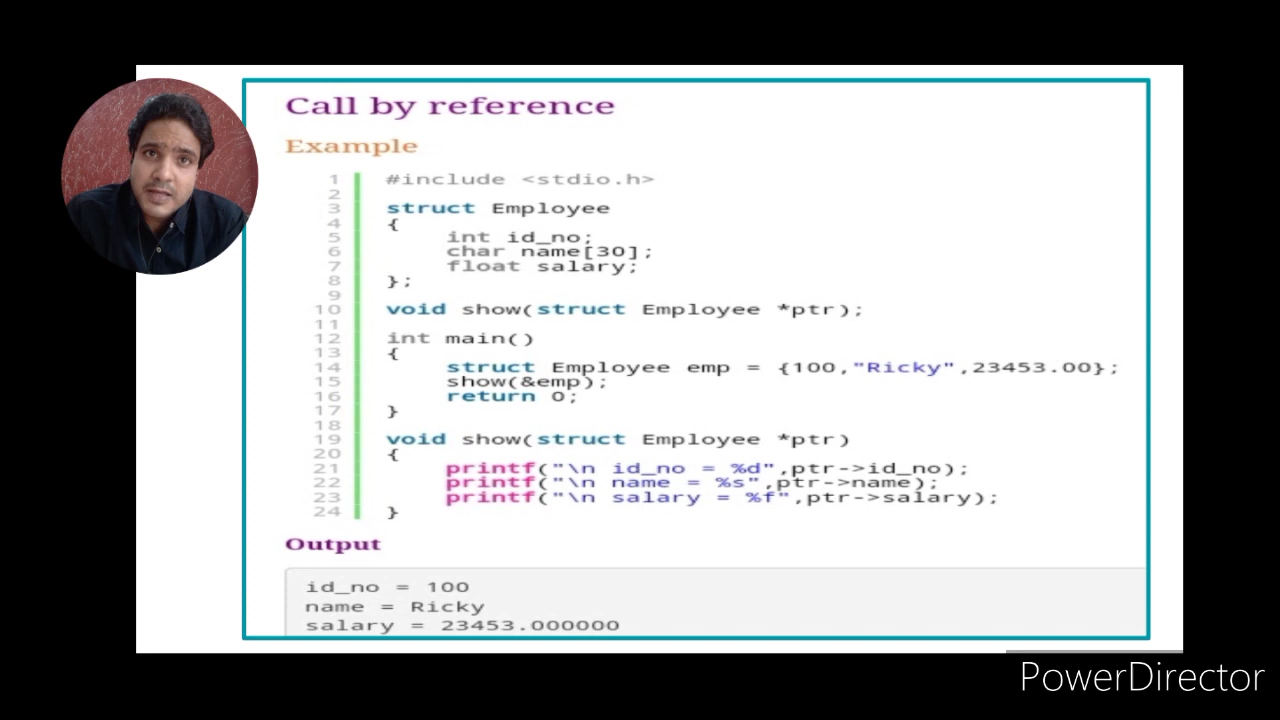 Call by reference
Example
1 #include <stdio.h>
2
3 struct Employee
4 {
5 int id_no;
6 char name[30];
7 float salary;
8 };
9
10 void show(struct Employee *ptr);
11
12 int main()
13 {
14 struct Employee emp = {100,"Ricky",23453.00};
15 show(&emp);
16 return 0;
17 }
18
19 void show(struct Employee *ptr)
20 {
21 printf("\n id_no = %d",ptr->id_no);
22 printf("\n name = %s",ptr->name);
23 printf("\n salary = %f",ptr->salary);
24 }
Output
id_no = 100
name = Ricky
salary = 23453.000000
PowerDirector